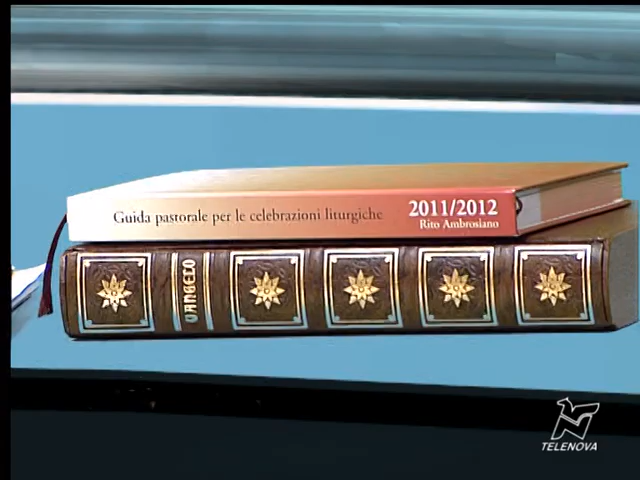 Guida pastorale per le celebrazioni liturgiche
2011/2012
Rito Ambrosiano
VANGELO
TELENOVA